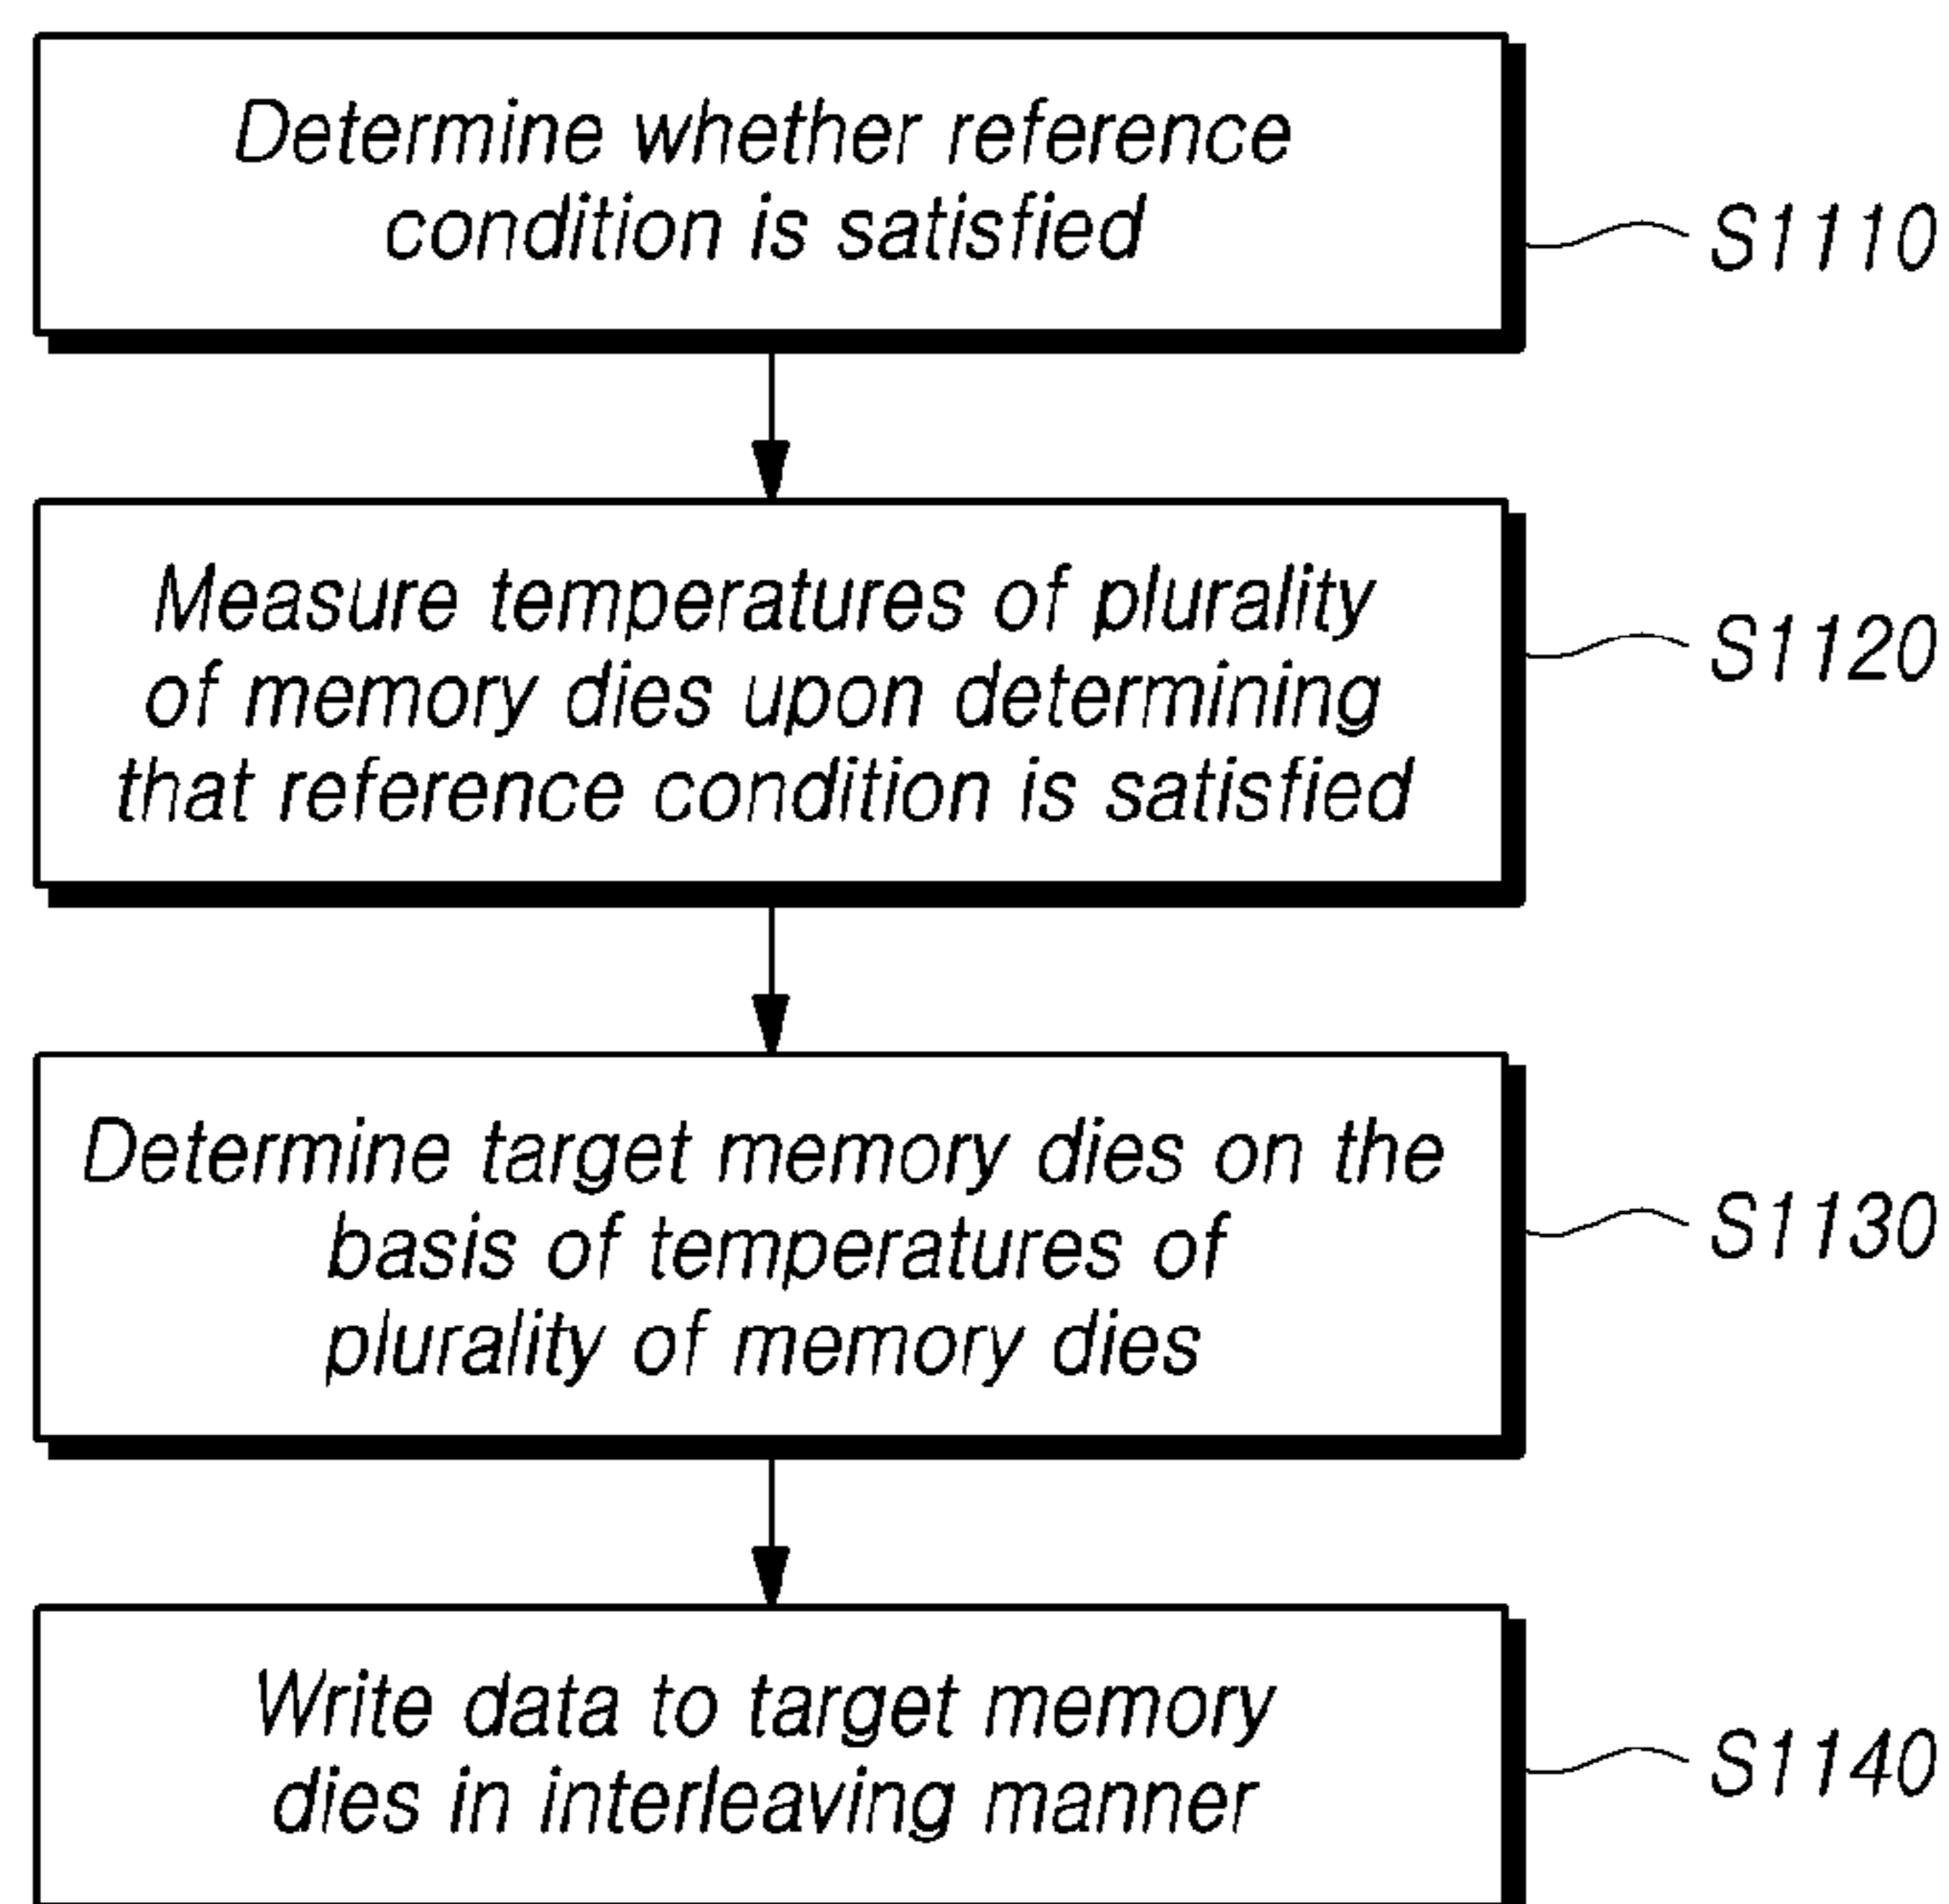 Determine whether reference
condition is satisfied
S1110
Measure temperatures of plurality
of memory dies upon determining
that reference condition is satisfied
S1120
Determine target memory dies on the
basis of temperatures of
plurality of memory dies
S1130
Write data to target memory
dies in interleaving manner
S1140